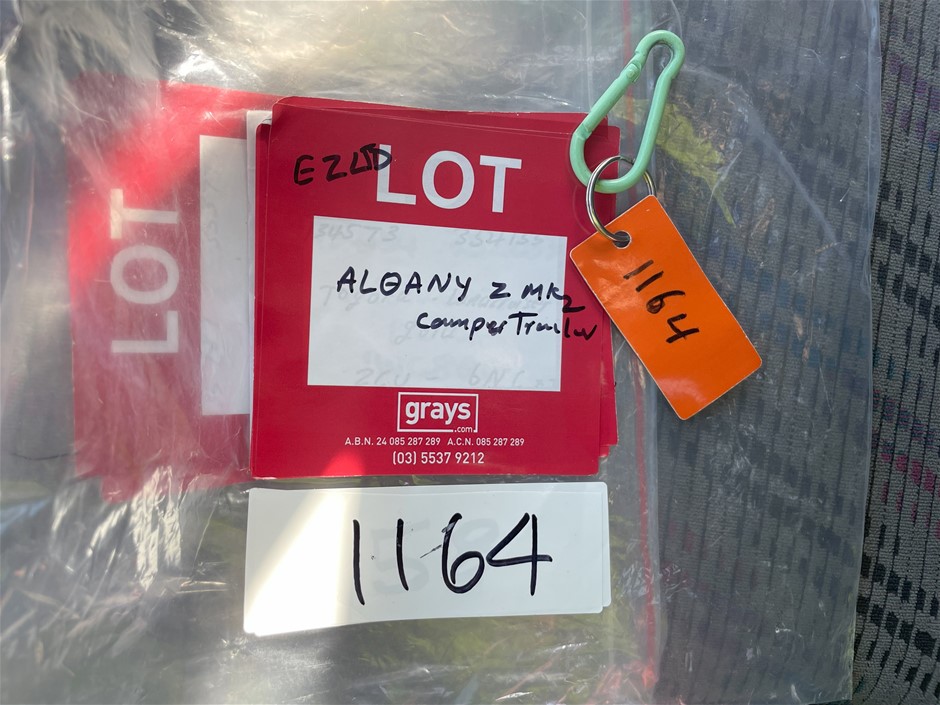 EZLD
LOT
ALBANY 2 MK2
Camper Trailer
grays
.com
A.B.N. 24 085 287 289 A.C.N. 085 287 289
(03) 5537 9212
LOT
1164
1164